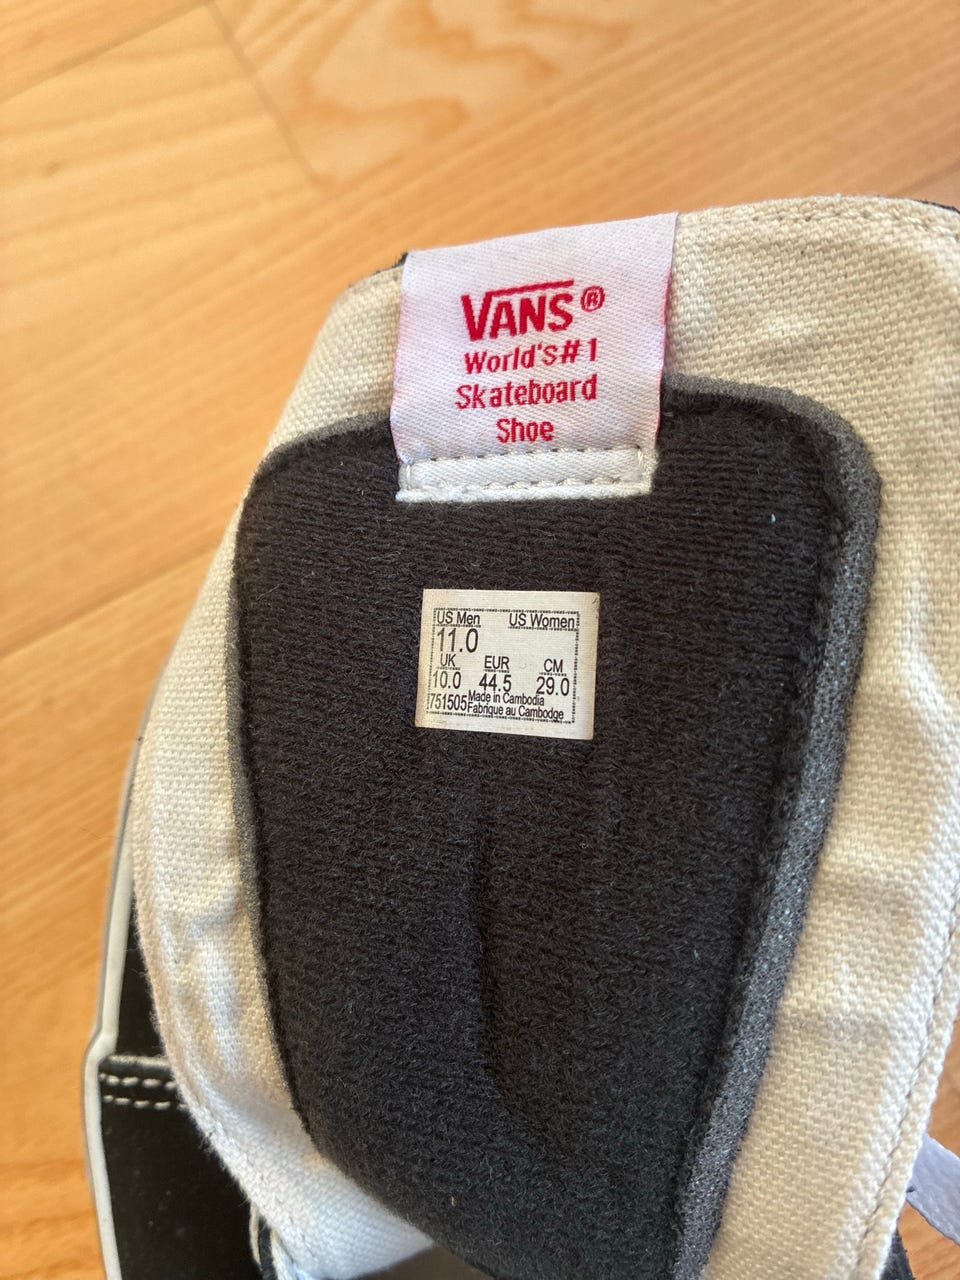 VANS®
World's#1
Skateboard
Shoe
US Men US Women
11.0
UK EUR CM
10.0 44.5 29.0
751505 Made in Cambodia
Fabrique au Cambodge